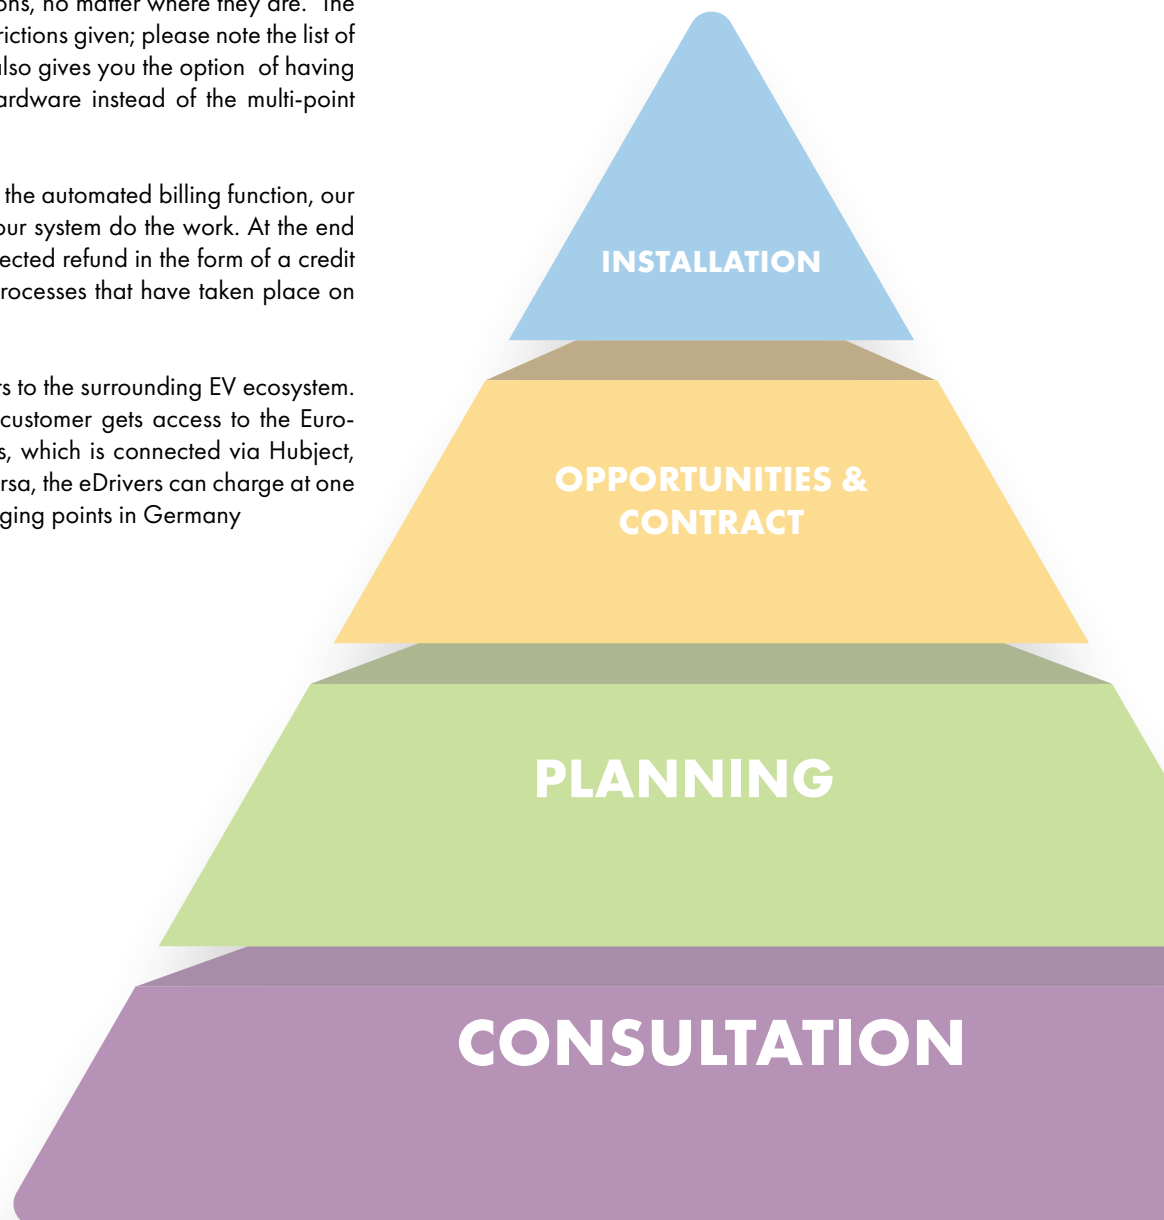 ons, no matter where they are. The
rictions given; please note the list of
also gives you the option of having
ardware instead of the multi-point
the automated billing function, our
our system do the work. At the end
ected refund in the form of a credit
rocesses that have taken place on
rs to the surrounding EV ecosystem.
customer gets access to the Euro-
s, which is connected via Hubject,
rsa, the eDrivers can charge at one
ging points in Germany
INSTALLATION
OPPORTUNITIES &
CONTRACT
PLANNING
CONSULTATION